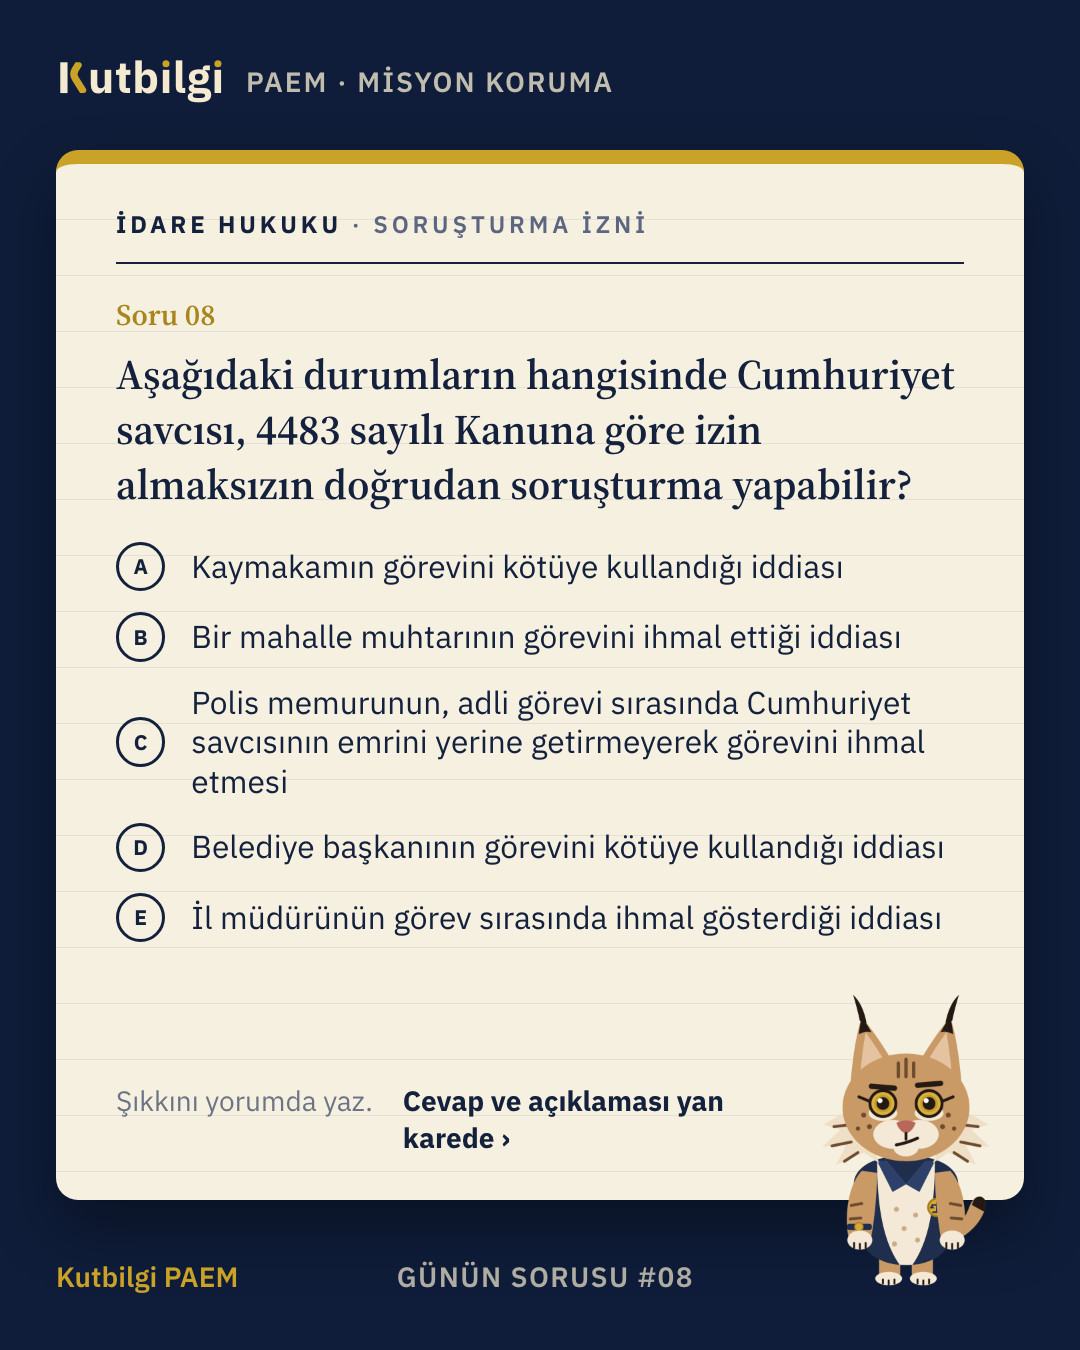 Kutbilgi PAEM · MİSYON KORUMA
İDARE HUKUKU · SORUŞTURMA İZNİ
Soru 08
Aşağıdaki durumların hangisinde Cumhuriyet
savcısı, 4483 sayılı Kanuna göre izin
almaksızın doğrudan soruşturma yapabilir?
A Kaymakamın görevini kötüye kullandığı iddiası
B Bir mahalle muhtarının görevini ihmal ettiği iddiası
C Polis memurunun, adli görevi sırasında Cumhuriyet
savcısının emrini yerine getirmeyerek görevini ihmal
etmesi
D Belediye başkanının görevini kötüye kullandığı iddiası
E İl müdürünün görev sırasında ihmal gösterdiği iddiası
Şıkkını yorumda yaz. Cevap ve açıklaması yan
karede ›
Kutbilgi PAEM GÜNÜN SORUSU #08